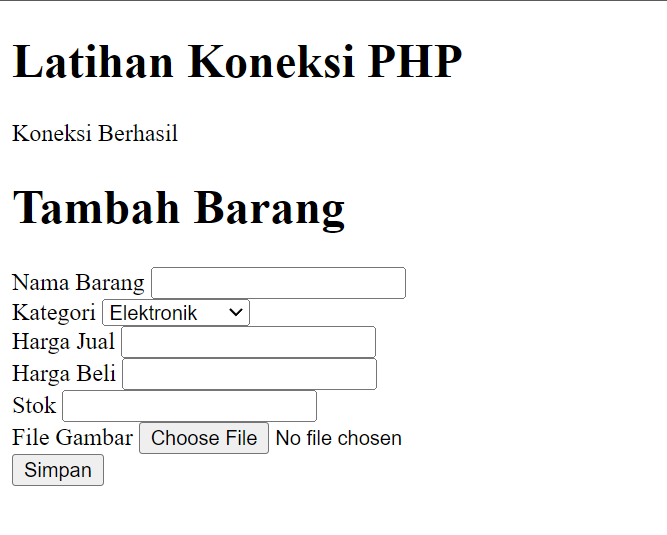 Latihan Koneksi PHP
Koneksi Berhasil
Tambah Barang
Nama Barang
Kategori Elektronik
Harga Jual
Harga Beli
Stok
File Gambar Choose File No file chosen
Simpan